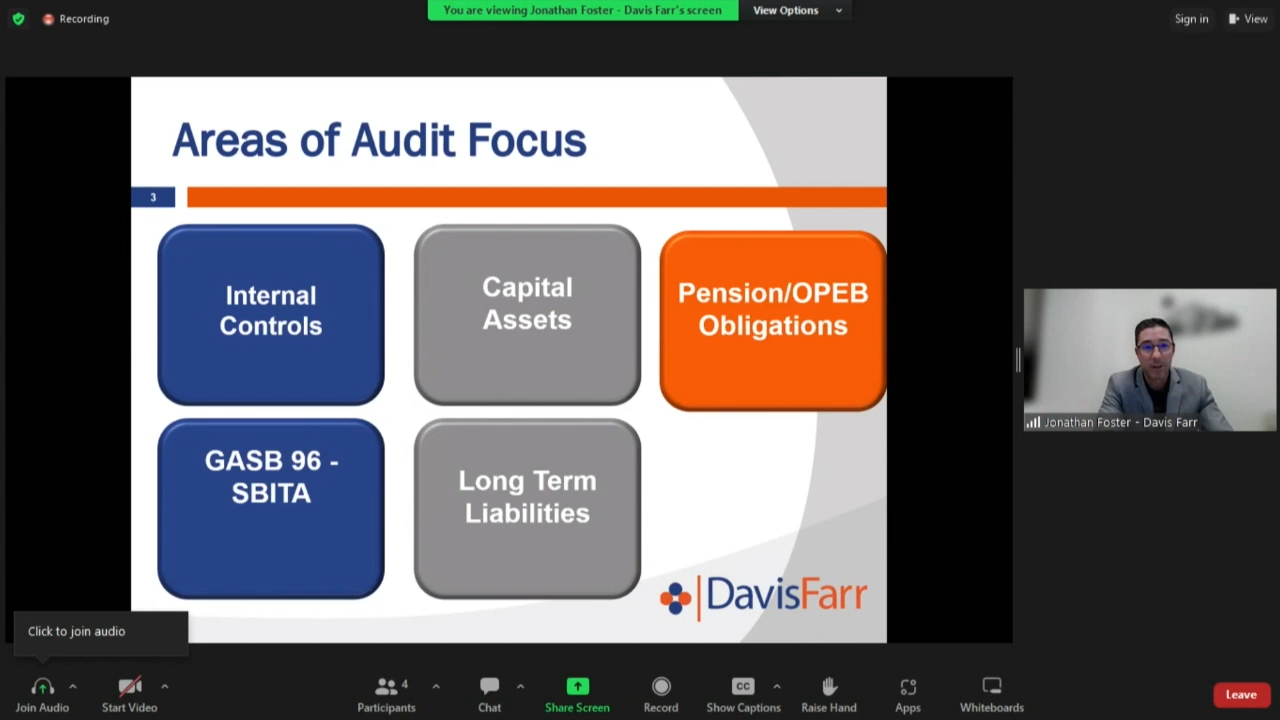 Recording
You are viewing Jonathan Foster - Davis Farr's screen
View Options
Sign in
View
Areas of Audit Focus
3
Internal
Controls
Capital
Assets
Pension/OPEB
Obligations
GASB 96 -
SBITA
Long Term
Liabilities
DavisFarr
Jonathan Foster - Davis Farr
Click to join audio
Join Audio
Start Video
Participants
4
Chat
Share Screen
Record
CC
Show Captions
Raise Hand
Apps
Whiteboards
Leave